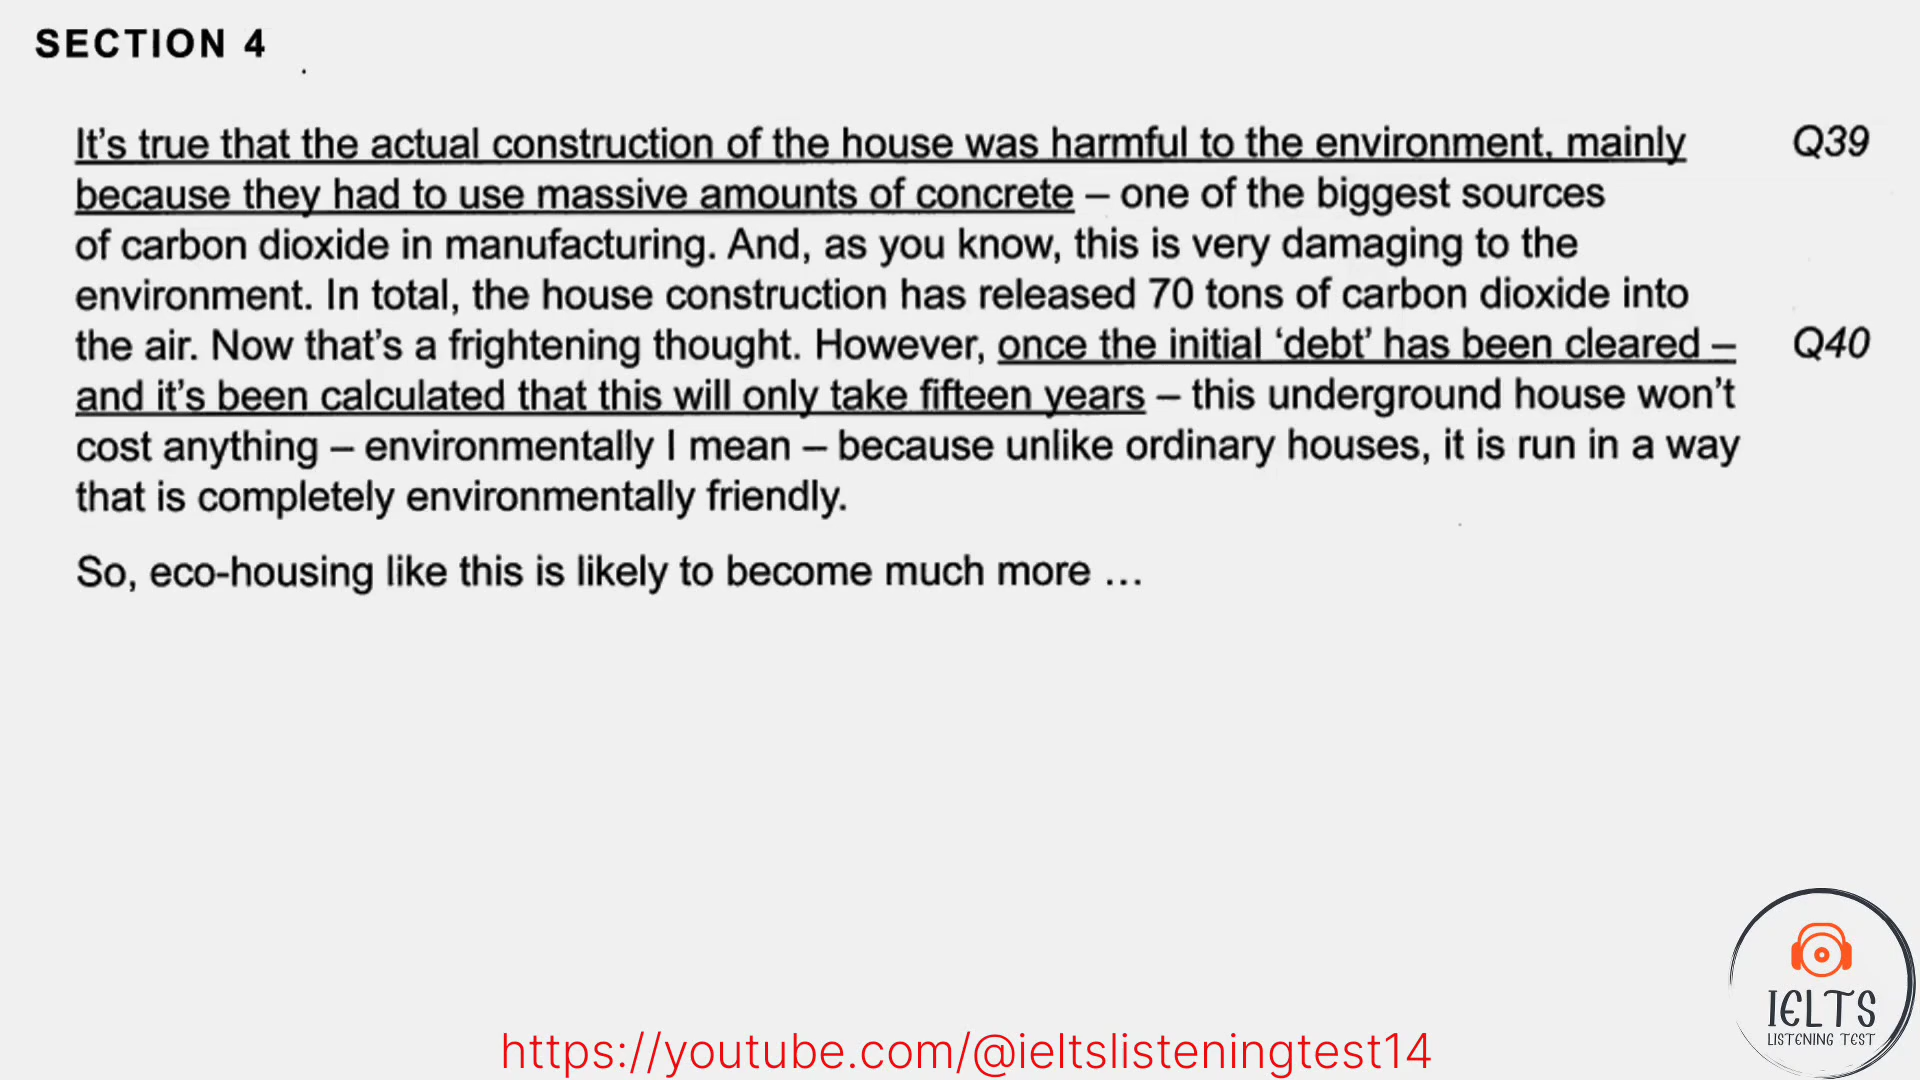 SECTION 4
It's true that the actual construction of the house was harmful to the environment, mainly Q39
because they had to use massive amounts of concrete – one of the biggest sources
of carbon dioxide in manufacturing. And, as you know, this is very damaging to the
environment. In total, the house construction has released 70 tons of carbon dioxide into
the air. Now that's a frightening thought. However, once the initial 'debt' has been cleared – Q40
and it's been calculated that this will only take fifteen years – this underground house won't
cost anything – environmentally I mean – because unlike ordinary houses, it is run in a way
that is completely environmentally friendly.
So, eco-housing like this is likely to become much more …
IELTS
LISTENING TEST
https://youtube.com/@ieltslisteningtest14